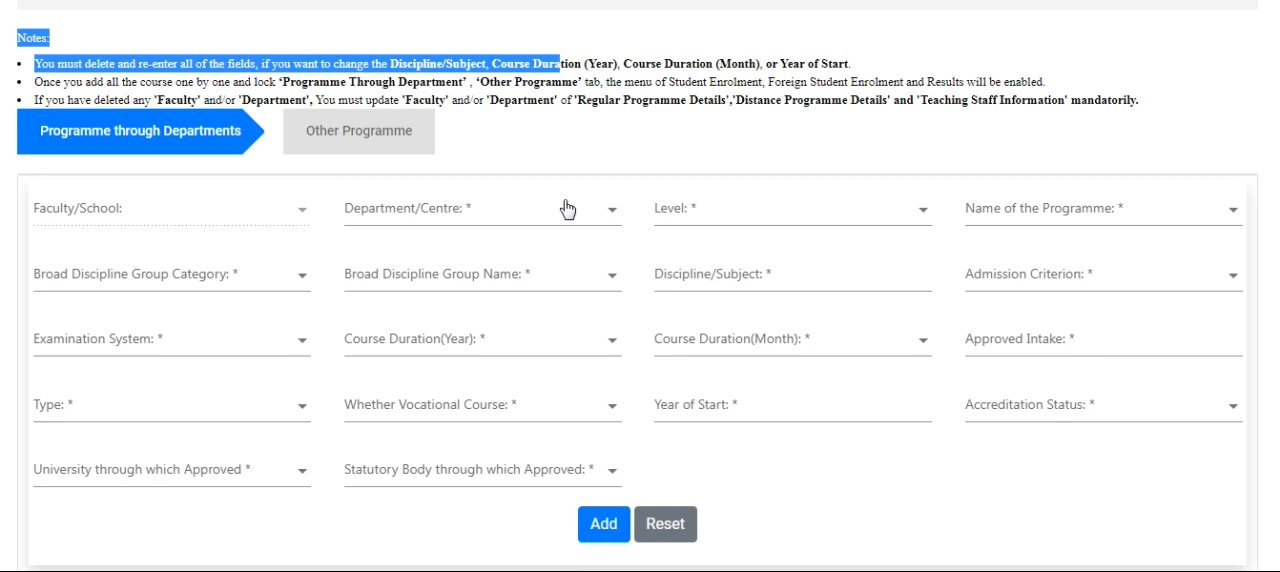 Notes:
• You must delete and re-enter all of the fields, if you want to change the Discipline/Subject, Course Duration (Year), Course Duration (Month), or Year of Start.
• Once you add all the course one by one and lock ‘Programme Through Department’ , ‘Other Programme’ tab, the menu of Student Enrolment, Foreign Student Enrolment and Results will be enabled.
• If you have deleted any 'Faculty' and/or 'Department', You must update 'Faculty' and/or 'Department' of 'Regular Programme Details','Distance Programme Details' and 'Teaching Staff Information' mandatorily.
Programme through Departments Other Programme
Faculty/School: Department/Centre: * Level: * Name of the Programme: *
Broad Discipline Group Category: * Broad Discipline Group Name: * Discipline/Subject: * Admission Criterion: *
Examination System: * Course Duration(Year): * Course Duration(Month): * Approved Intake: *
Type: * Whether Vocational Course: * Year of Start: * Accreditation Status: *
University through which Approved * Statutory Body through which Approved: *
Add Reset